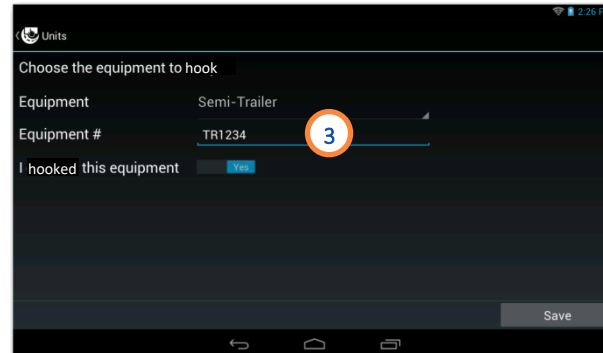 2:26 P
Units
Choose the equipment to hook
Equipment Semi-Trailer
Equipment # TR1234 3
I hooked this equipment Yes
Save